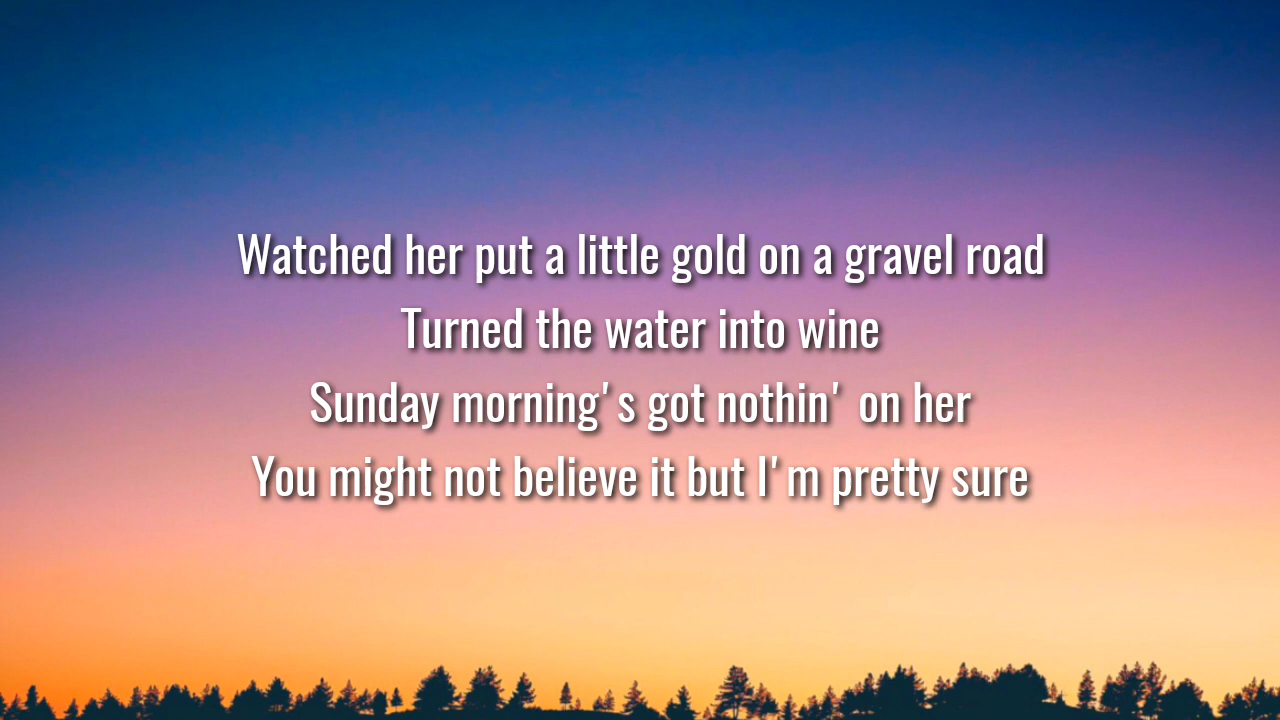 Watched her put a little gold on a gravel road
Turned the water into wine
Sunday morning's got nothin' on her
You might not believe it but I'm pretty sure